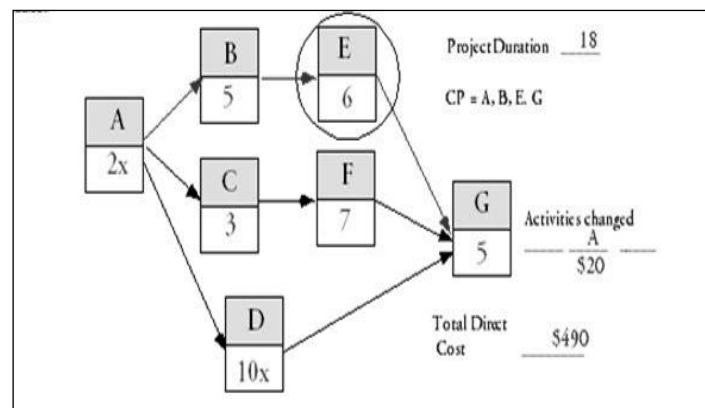 B
5
E
6
Project Duration 18
CP = A, B, E. G
A
2x
C
3
F
7
G
5
Activities changed
A
$20
D
10x
Total Direct
Cost
$490